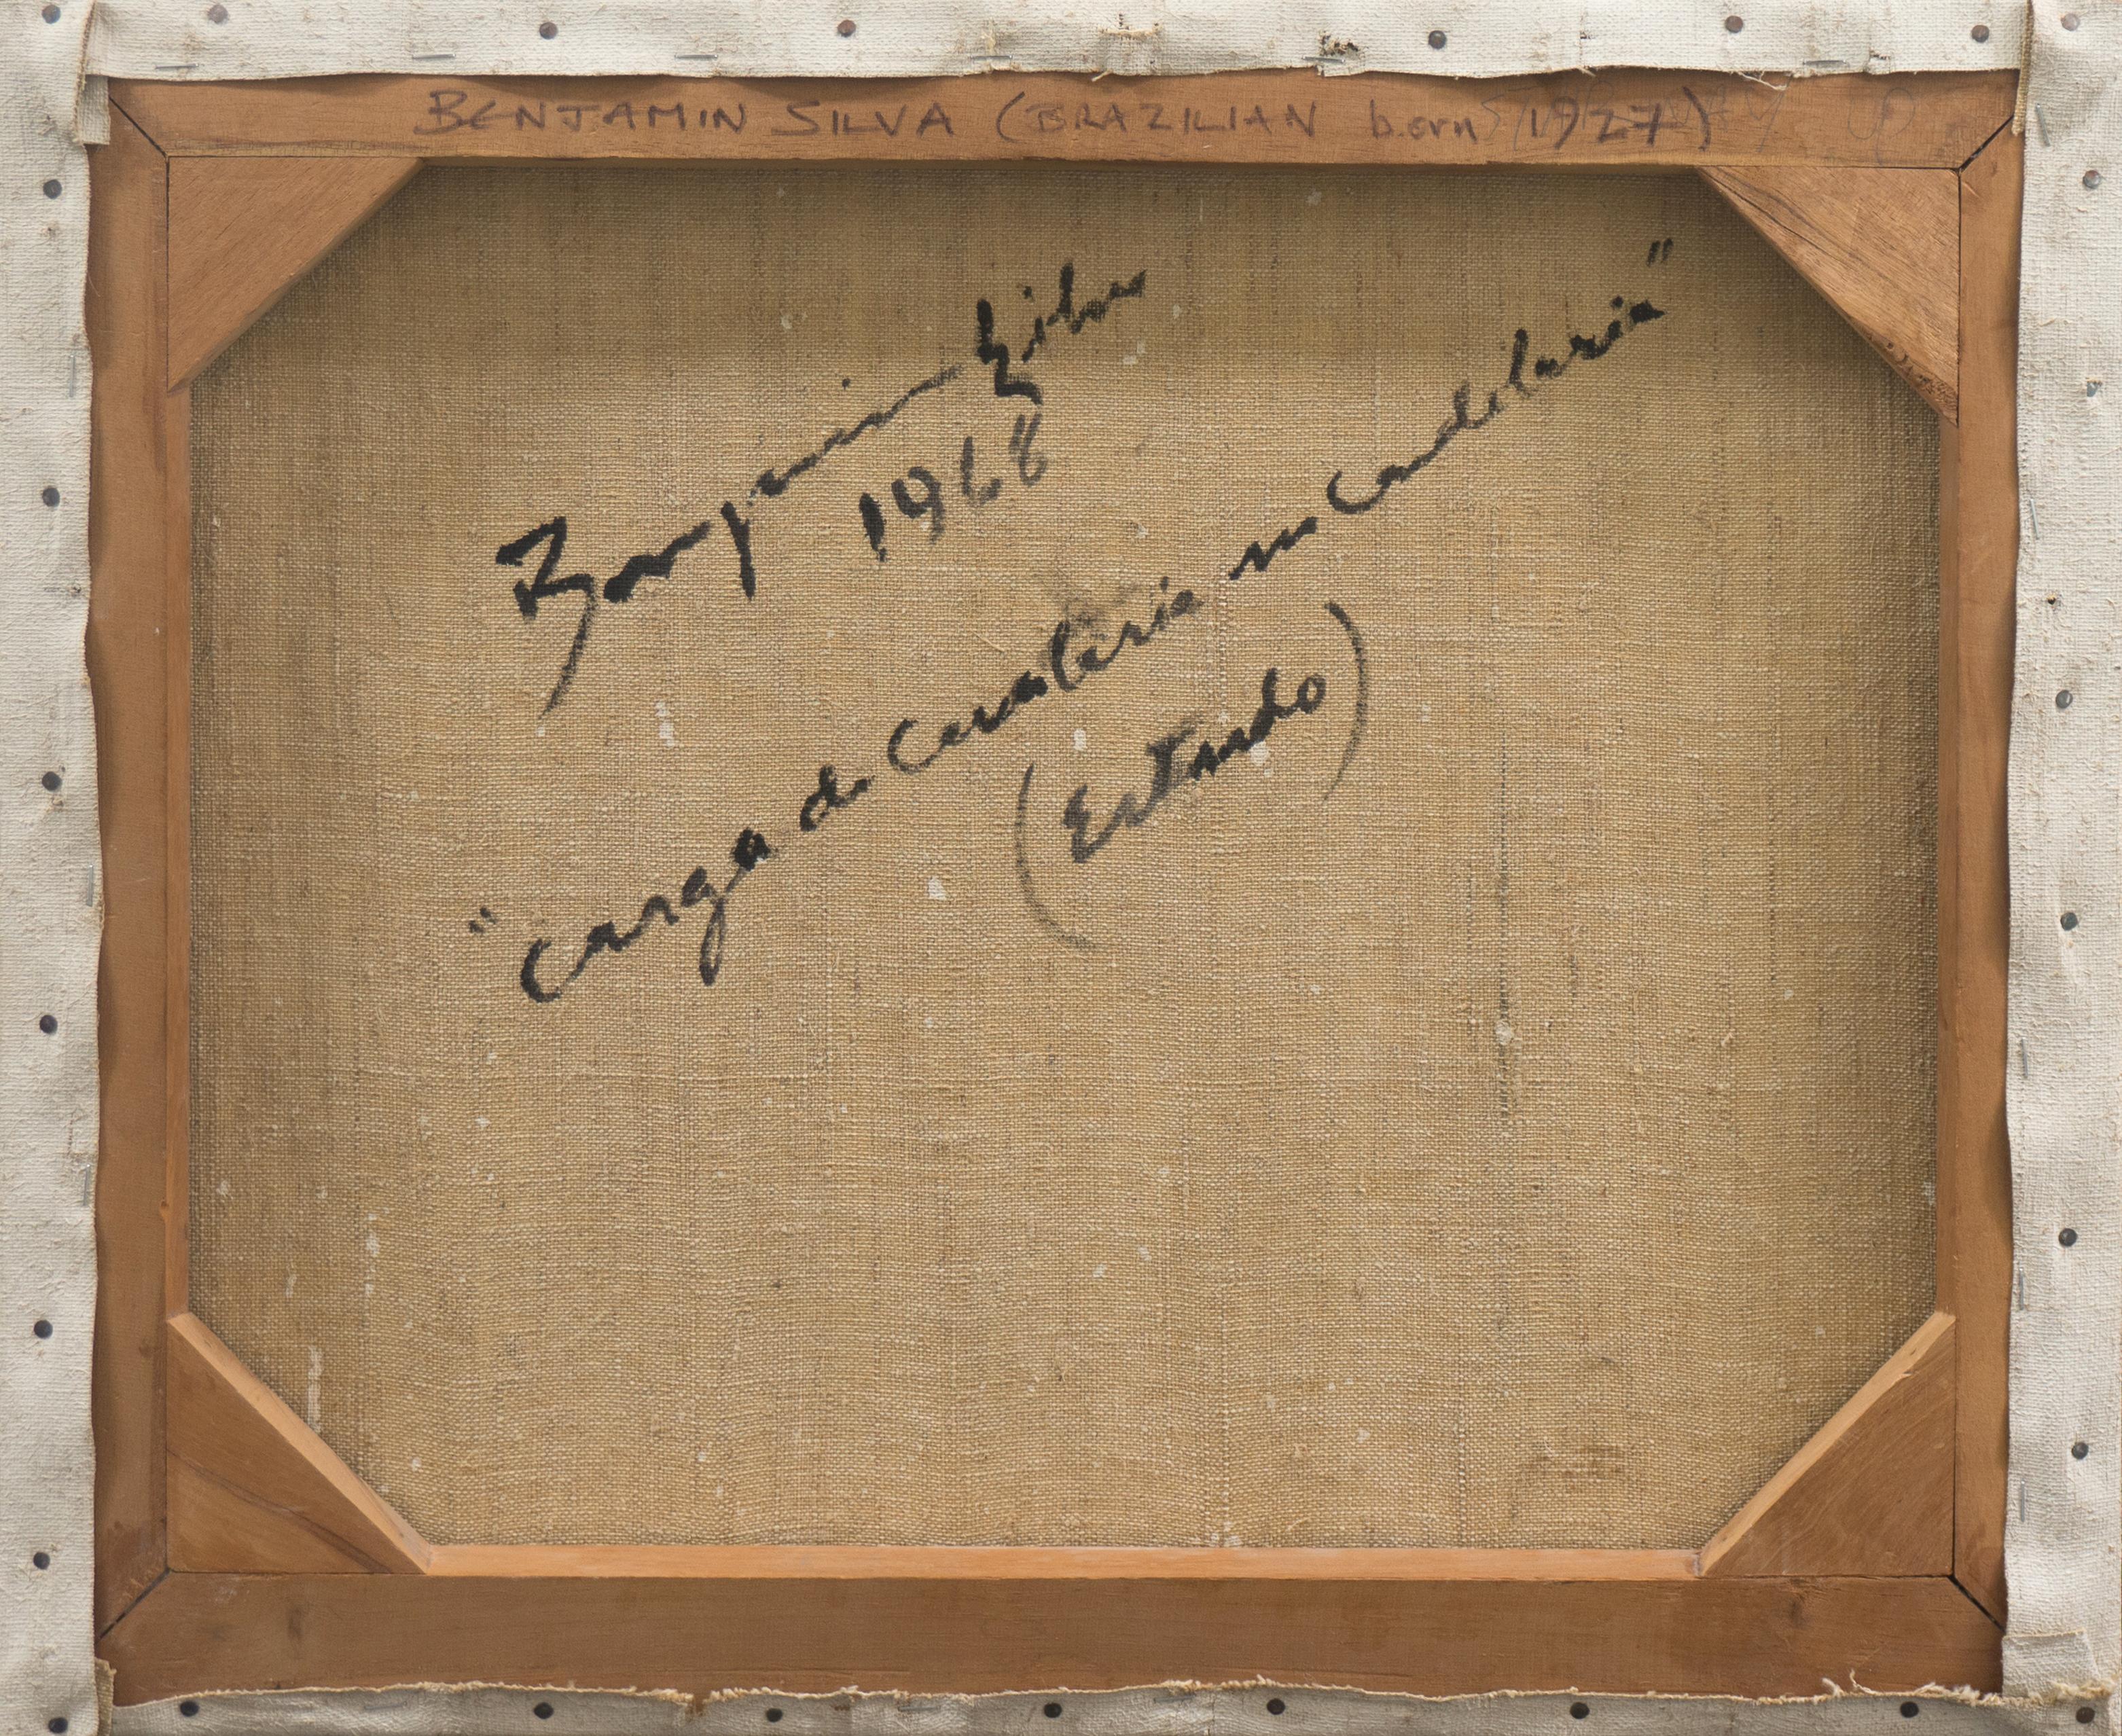 BENJAMIN SILVA (BRAZILIAN born 1927)
Benjamin Silva
1968
"Carga de Cavalaria na Candelaria"
(Estudo)